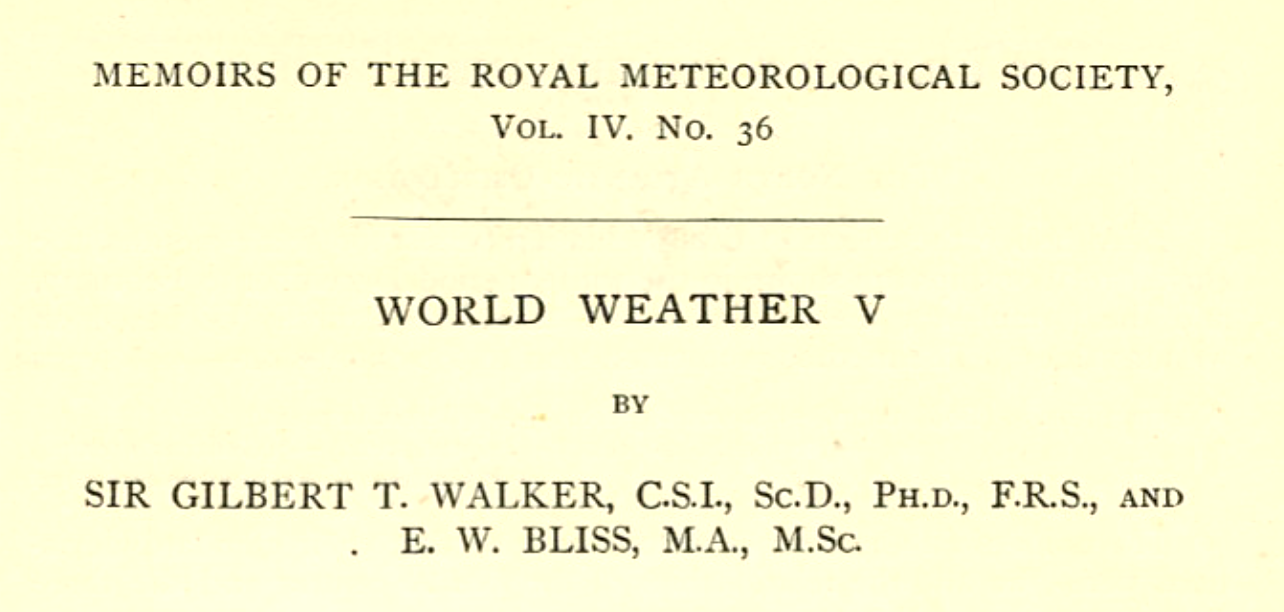 MEMOIRS OF THE ROYAL METEOROLOGICAL SOCIETY,
VOL. IV. NO. 36
WORLD WEATHER V
BY
SIR GILBERT T. WALKER, C.S.I., Sc.D., PH.D., F.R.S., AND
E. W. BLISS, M.A., M.Sc.